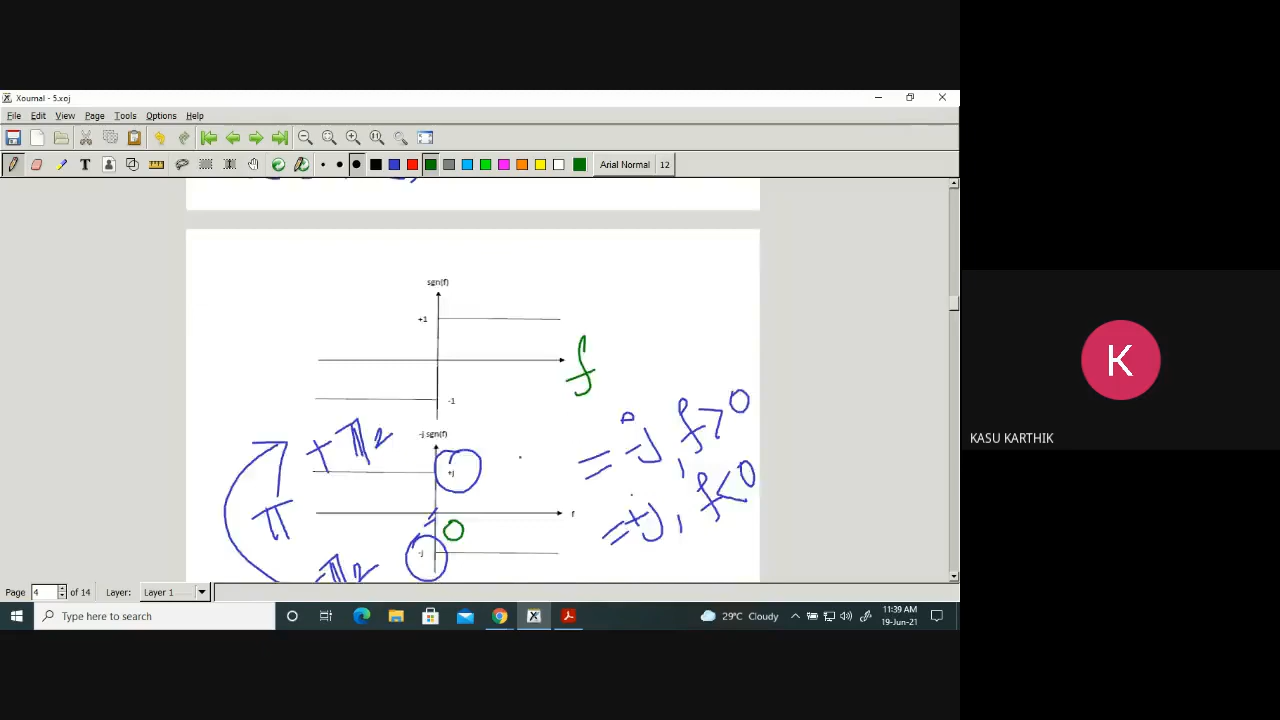 Xournal - 5.xoj
File Edit View Page Tools Options Help
Arial Normal 12
sgn(f)
+1
f
-1
-j sgn(f)
+π/2
+j
= -j, f>0
= +j, f<0
π
f
0
-j
-π/2
KASU KARTHIK
Page 4 of 14 Layer: Layer 1
Type here to search
29°C Cloudy
11:39 AM
19-Jun-21
K